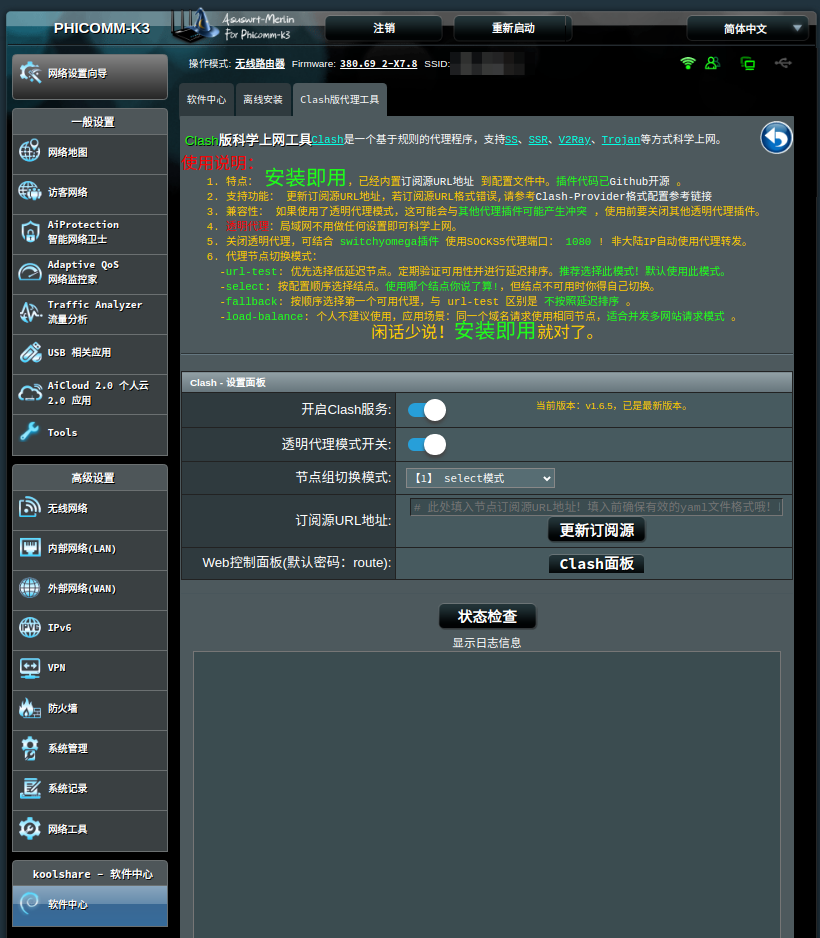 PHICOMM-K3
Asuswrt-Merlin
For Phicomm-k3
注销
重新启动
简体中文
操作模式: 无线路由器 Firmware: 380.69_2-X7.8 SSID:
软件中心
离线安装
Clash版代理工具
网络设置向导
一般设置
网络地图
访客网络
AiProtection
智能网络卫士
Adaptive QoS
网络监控家
Traffic Analyzer
流量分析
USB 相关应用
AiCloud 2.0 个人云
2.0 应用
Tools
高级设置
无线网络
内部网络(LAN)
外部网络(WAN)
IPv6
VPN
防火墙
系统管理
系统记录
网络工具
koolshare - 软件中心
软件中心
Clash版科学上网工具Clash是一个基于规则的代理程序，支持SS、SSR、V2Ray、Trojan等方式科学上网。
使用说明：
1. 特点： 安装即用，已经内置订阅源URL地址 到配置文件中。插件代码已Github开源 。
2. 支持功能： 更新订阅源URL地址，若订阅源URL格式错误,请参考Clash-Provider格式配置参考链接
3. 兼容性： 如果使用了透明代理模式，这可能会与其他代理插件可能产生冲突 ，使用前要关闭其他透明代理插件。
4. 透明代理：局域网不用做任何设置即可科学上网。
5. 关闭透明代理，可结合 switchyomega插件 使用SOCKS5代理端口： 1080 ！非大陆IP自动使用代理转发。
6. 代理节点切换模式：
-url-test: 优先选择低延迟节点。定期验证可用性并进行延迟排序。推荐选择此模式！默认使用此模式。
-select: 按配置顺序选择结点。使用哪个结点你说了算!，但结点不可用时你得自己切换。
-fallback: 按顺序选择第一个可用代理，与 url-test 区别是 不按照延迟排序 。
-load-balance: 个人不建议使用，应用场景：同一个域名请求使用相同节点，适合并发多网站请求模式 。
闲话少说！安装即用就对了。
Clash - 设置面板
开启Clash服务:
当前版本：v1.6.5，已是最新版本。
透明代理模式开关:
节点组切换模式:
【1】 select模式
订阅源URL地址:
# 此处填入节点订阅源URL地址！填入前确保有效的yaml文件格式哦！
更新订阅源
Web控制面板(默认密码：route):
Clash面板
状态检查
显示日志信息